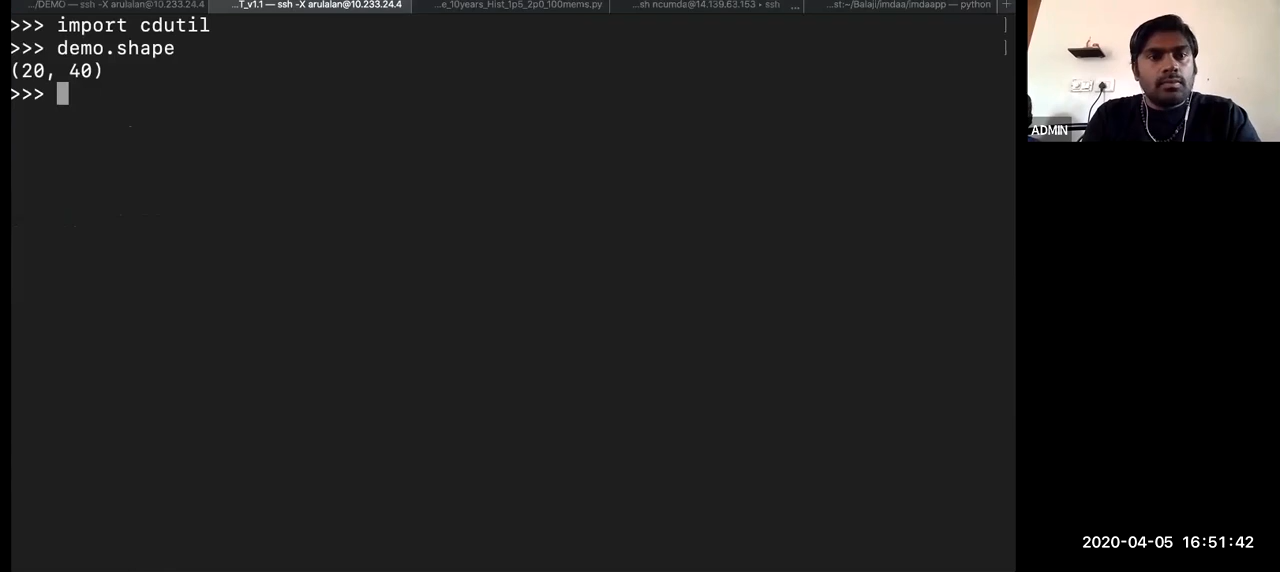 .../DEMO — ssh -X arulalan@10.233.24.4
...T_v1.1 — ssh -X arulalan@10.233.24.4
...e_10years_Hist_1p5_2p0_100mems.py
...sh ncumda@14.139.63.153 ▸ ssh ...
...st:~/Balaji/imdaa/imdaapp — python
+
>>> import cdutil
>>> demo.shape
(20, 40)
>>>
ADMIN
2020-04-05 16:51:42